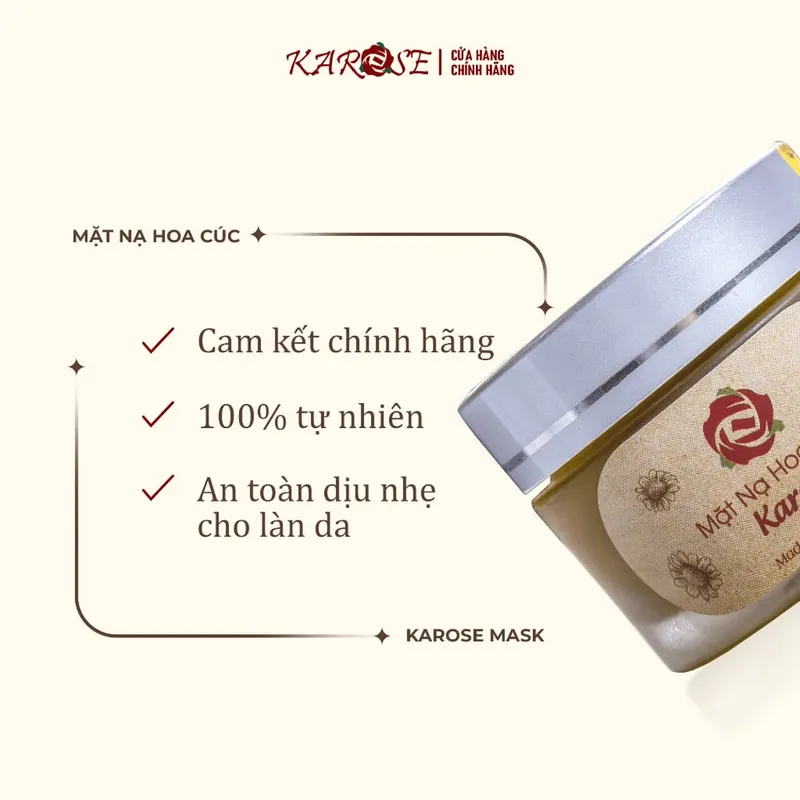 KAROSE
CỬA HÀNG
CHÍNH HÃNG
MẶT NẠ HOA CÚC
Cam kết chính hãng
100% tự nhiên
An toàn dịu nhẹ
cho làn da
KAROSE MASK
Mặt Nạ Hoa